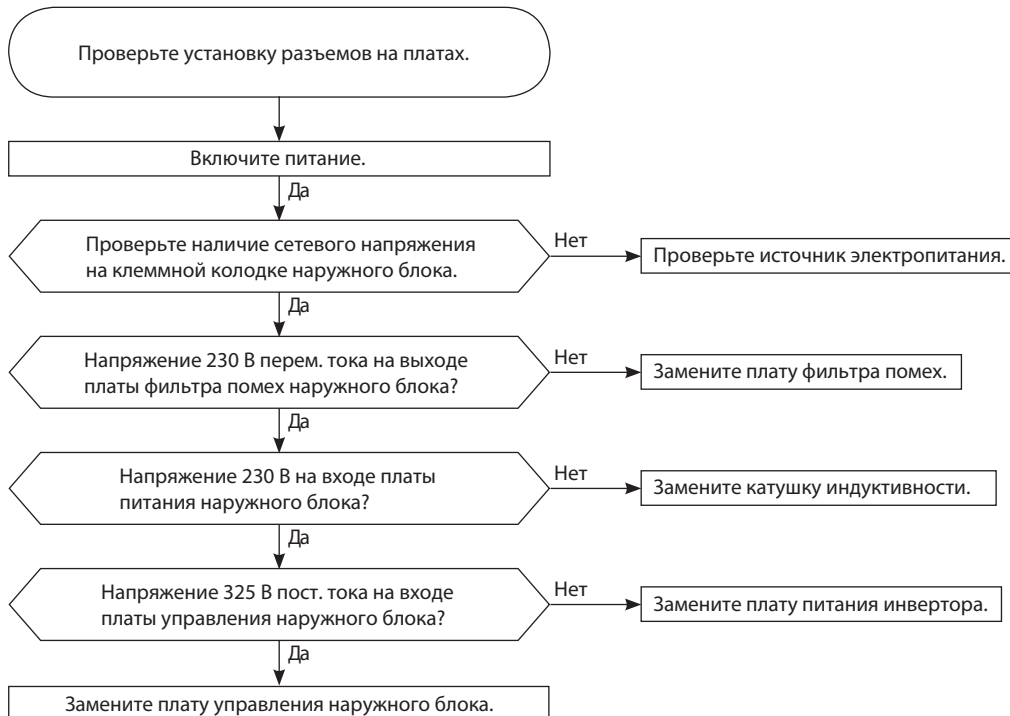 Проверьте установку разъемов на платах.
Включите питание.
Да
Проверьте наличие сетевого напряжения
на клеммной колодке наружного блока.
Нет
Проверьте источник электропитания.
Да
Напряжение 230 В перем. тока на выходе
платы фильтра помех наружного блока?
Нет
Замените плату фильтра помех.
Да
Напряжение 230 В на входе платы
питания наружного блока?
Нет
Замените катушку индуктивности.
Да
Напряжение 325 В пост. тока на входе
платы управления наружного блока?
Нет
Замените плату питания инвертора.
Да
Замените плату управления наружного блока.